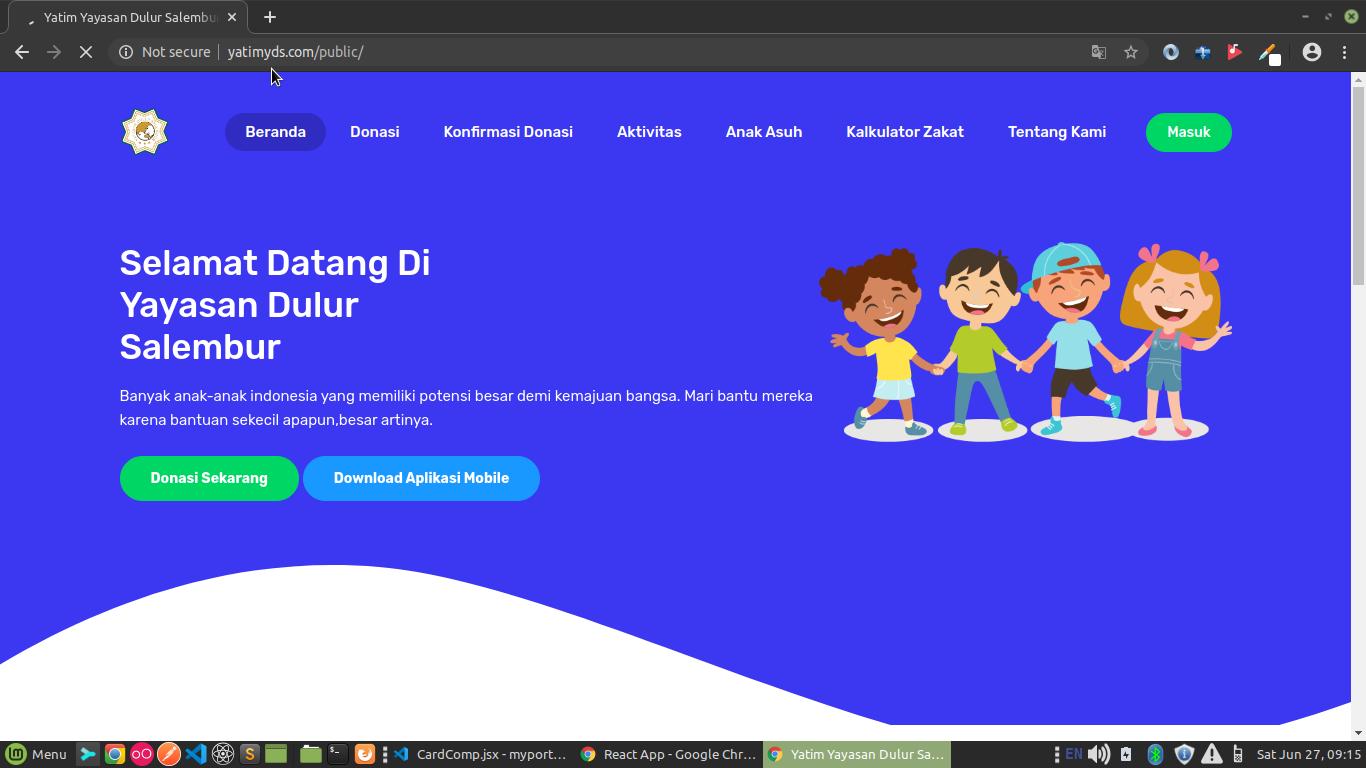 Yatim Yayasan Dulur Salembu
Not secure yatimyds.com/public/
Beranda Donasi Konfirmasi Donasi Aktivitas Anak Asuh Kalkulator Zakat Tentang Kami Masuk
Selamat Datang Di
Yayasan Dulur
Salembur
Banyak anak-anak indonesia yang memiliki potensi besar demi kemajuan bangsa. Mari bantu mereka
karena bantuan sekecil apapun,besar artinya.
Donasi Sekarang Download Aplikasi Mobile
Menu CardComp.jsx - myport... React App - Google Chr... Yatim Yayasan Dulur Sa... EN Sat Jun 27, 09:15